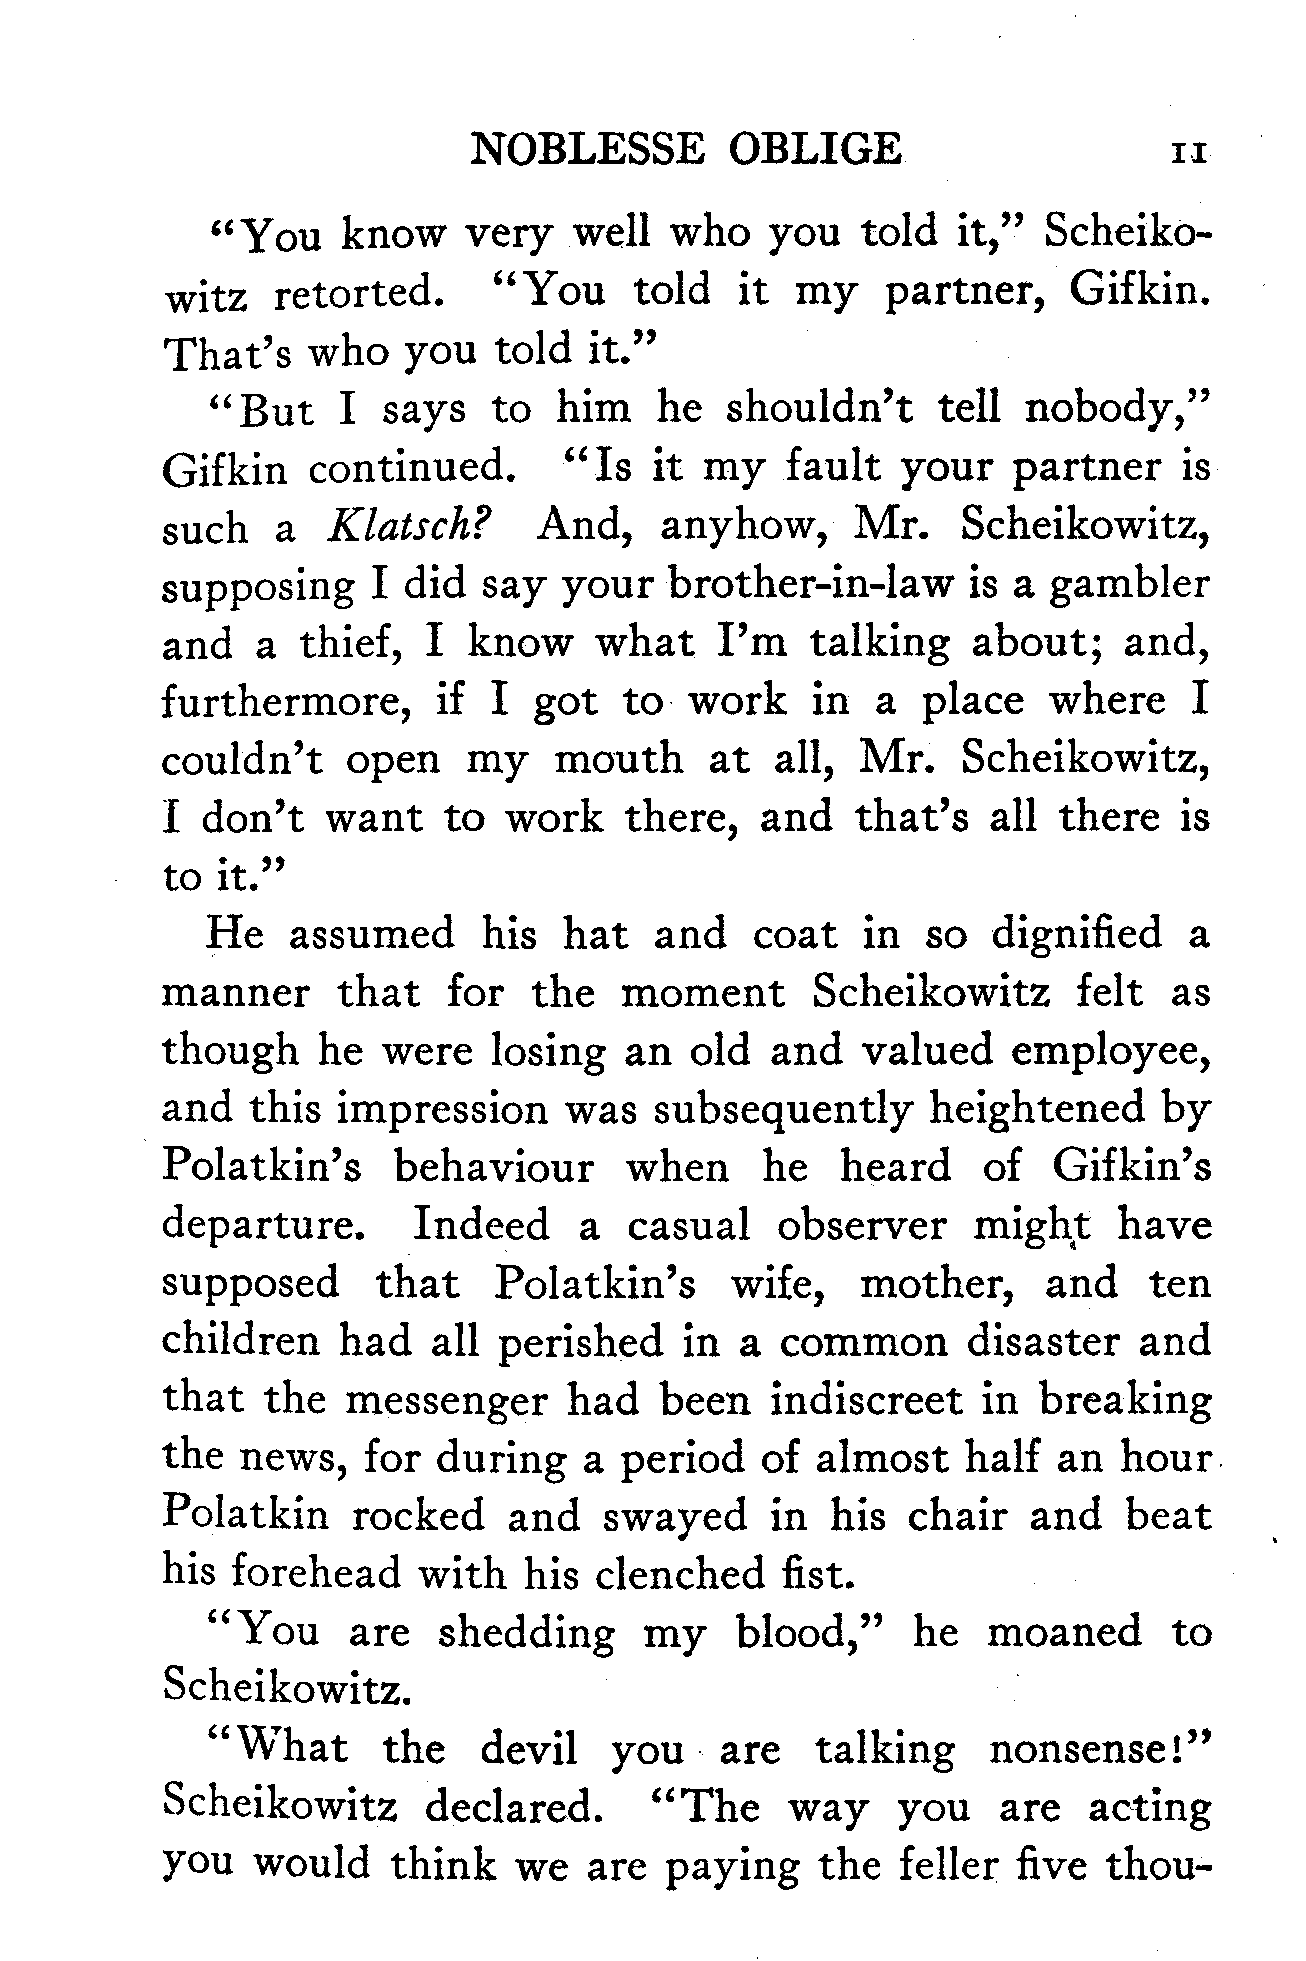 NOBLESSE OBLIGE 11
“You know very well who you told it,” Scheiko-
witz retorted. “You told it my partner, Gifkin.
That’s who you told it.”
“But I says to him he shouldn’t tell nobody,”
Gifkin continued. “Is it my fault your partner is
such a Klatsch? And, anyhow, Mr. Scheikowitz,
supposing I did say your brother-in-law is a gambler
and a thief, I know what I’m talking about; and,
furthermore, if I got to work in a place where I
couldn’t open my mouth at all, Mr. Scheikowitz,
I don’t want to work there, and that’s all there is
to it.”
He assumed his hat and coat in so dignified a
manner that for the moment Scheikowitz felt as
though he were losing an old and valued employee,
and this impression was subsequently heightened by
Polatkin’s behaviour when he heard of Gifkin’s
departure. Indeed a casual observer might have
supposed that Polatkin’s wife, mother, and ten
children had all perished in a common disaster and
that the messenger had been indiscreet in breaking
the news, for during a period of almost half an hour
Polatkin rocked and swayed in his chair and beat
his forehead with his clenched fist.
“You are shedding my blood,” he moaned to
Scheikowitz.
“What the devil you are talking nonsense!”
Scheikowitz declared. “The way you are acting
you would think we are paying the feller five thou-